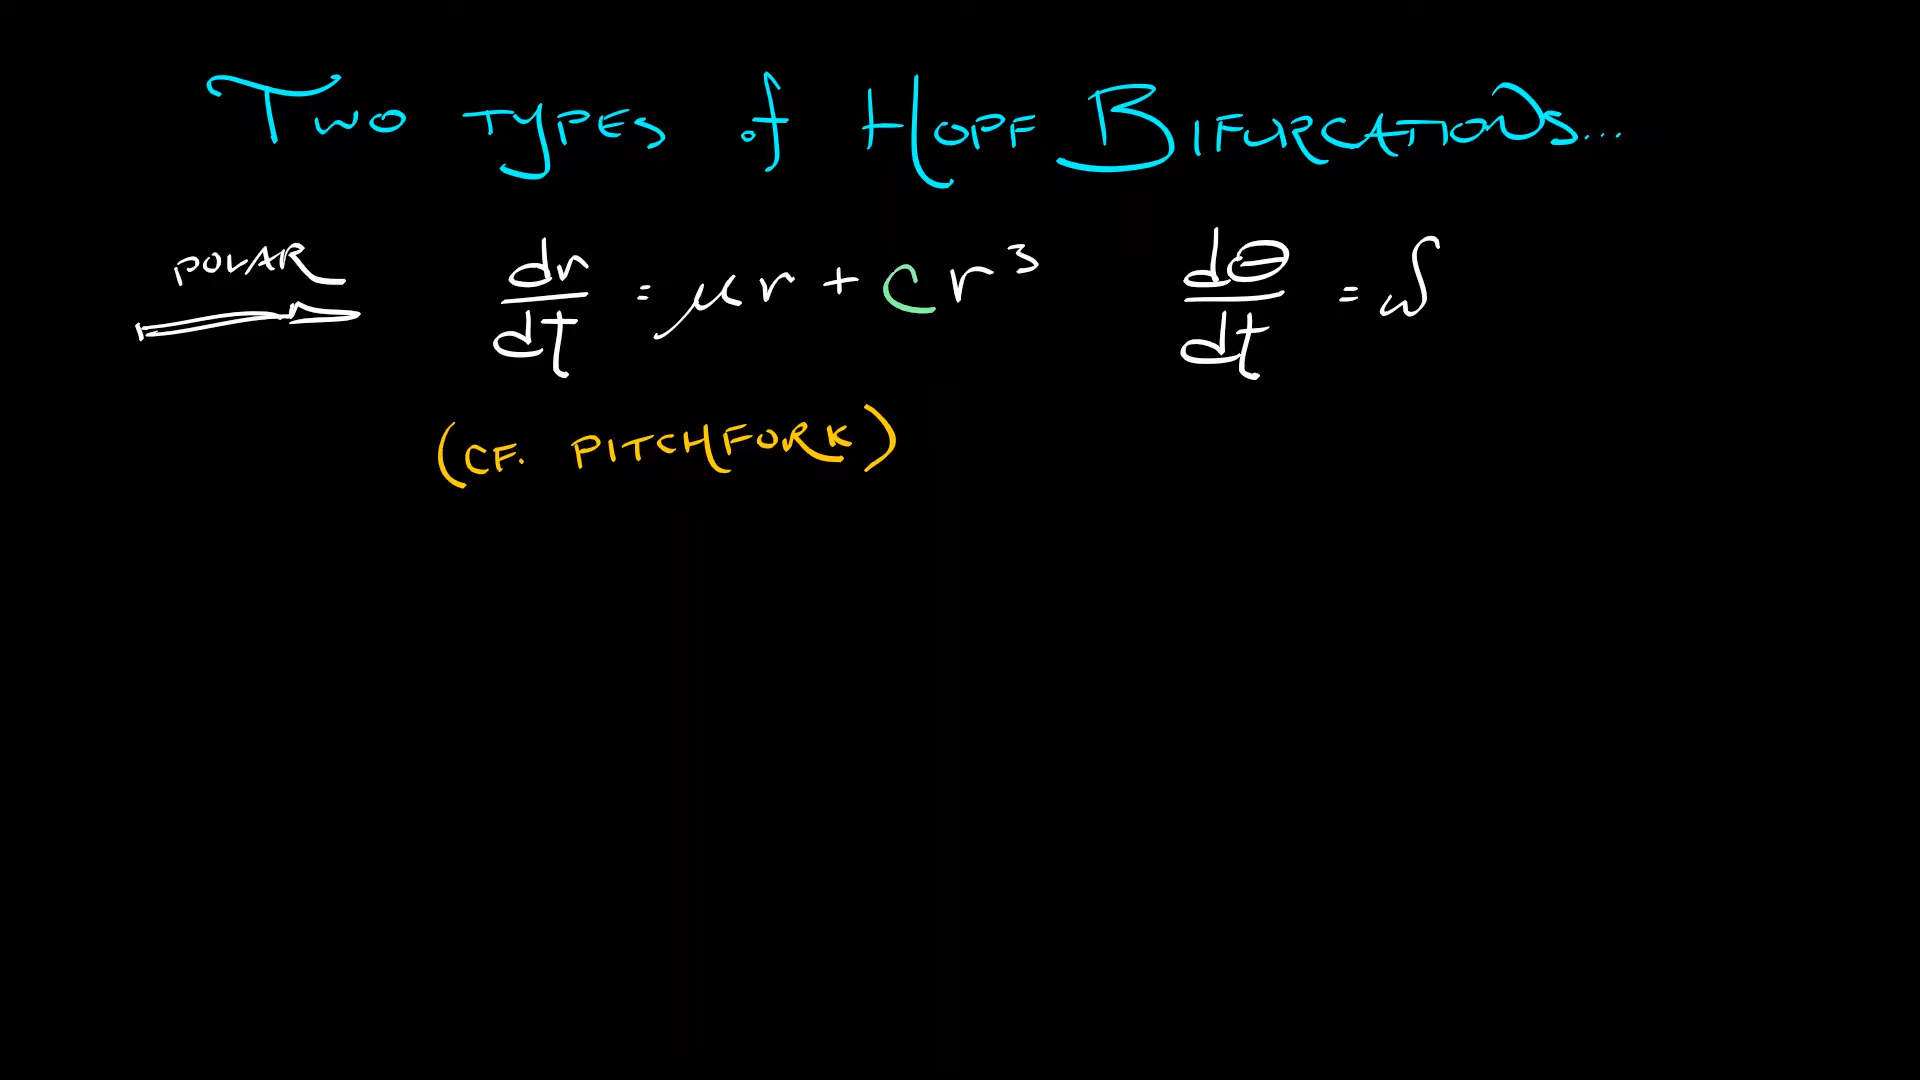 TWO TYPES of HOPF BIFURCATIONS...
POLAR dr/dt = μr + cr³ dθ/dt = ω
(CF. PITCHFORK)